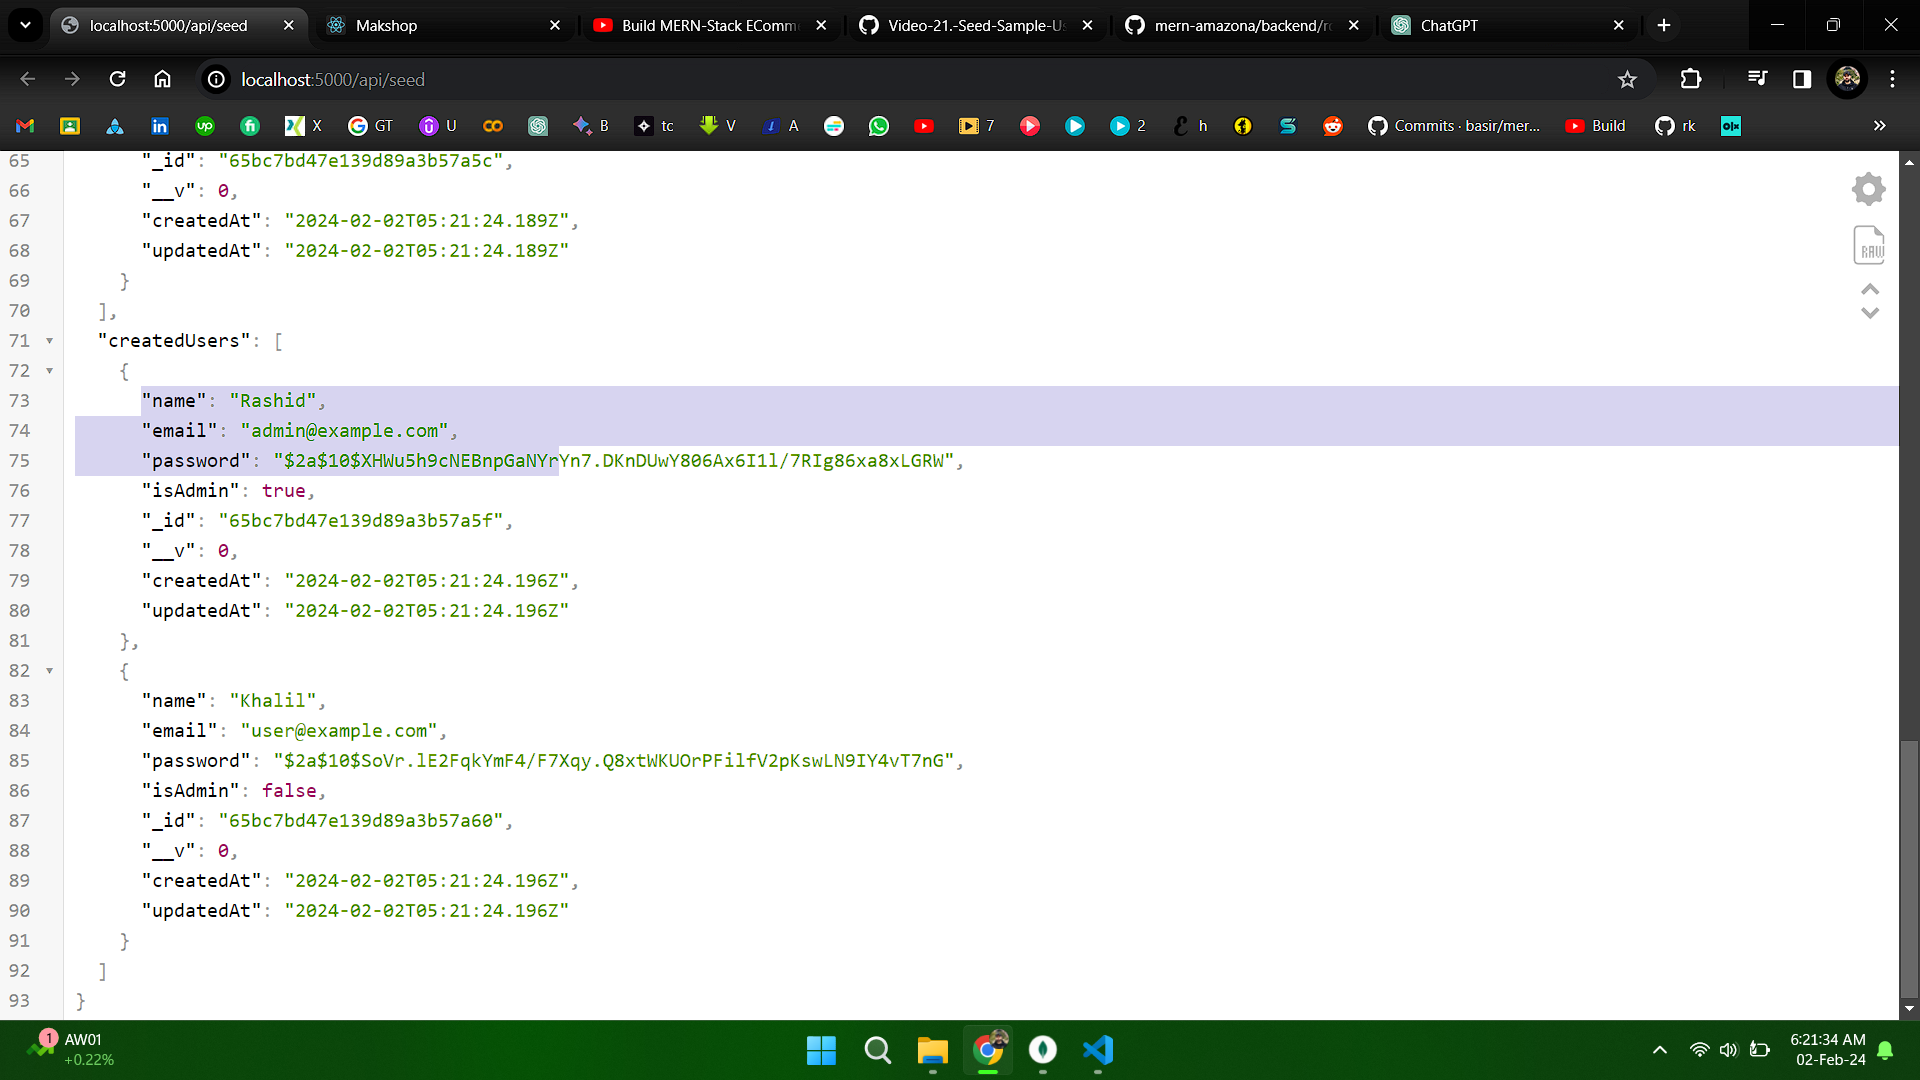 localhost:5000/api/seed
Makshop
Build MERN-Stack EComm
Video-21.-Seed-Sample-Us
mern-amazona/backend/ro
ChatGPT
localhost:5000/api/seed
X
GT
U
B
tc
V
A
7
2
h
Commits · basir/mer...
Build
rk
65 "_id": "65bc7bd47e139d89a3b57a5c",
66 "__v": 0,
67 "createdAt": "2024-02-02T05:21:24.189Z",
68 "updatedAt": "2024-02-02T05:21:24.189Z"
69 }
70 ],
71 "createdUsers": [
72 {
73 "name": "Rashid",
74 "email": "admin@example.com",
75 "password": "$2a$10$XHWu5h9cNEBnpGaNYrYn7.DKnDUwY806Ax6I1l/7RIg86xa8xLGRW",
76 "isAdmin": true,
77 "_id": "65bc7bd47e139d89a3b57a5f",
78 "__v": 0,
79 "createdAt": "2024-02-02T05:21:24.196Z",
80 "updatedAt": "2024-02-02T05:21:24.196Z"
81 },
82 {
83 "name": "Khalil",
84 "email": "user@example.com",
85 "password": "$2a$10$SoVr.lE2FqkYmF4/F7Xqy.Q8xtWKUOrPFilfV2pKswLN9IY4vT7nG",
86 "isAdmin": false,
87 "_id": "65bc7bd47e139d89a3b57a60",
88 "__v": 0,
89 "createdAt": "2024-02-02T05:21:24.196Z",
90 "updatedAt": "2024-02-02T05:21:24.196Z"
91 }
92 ]
93 }
RAW
1
AW01
+0.22%
6:21:34 AM
02-Feb-24